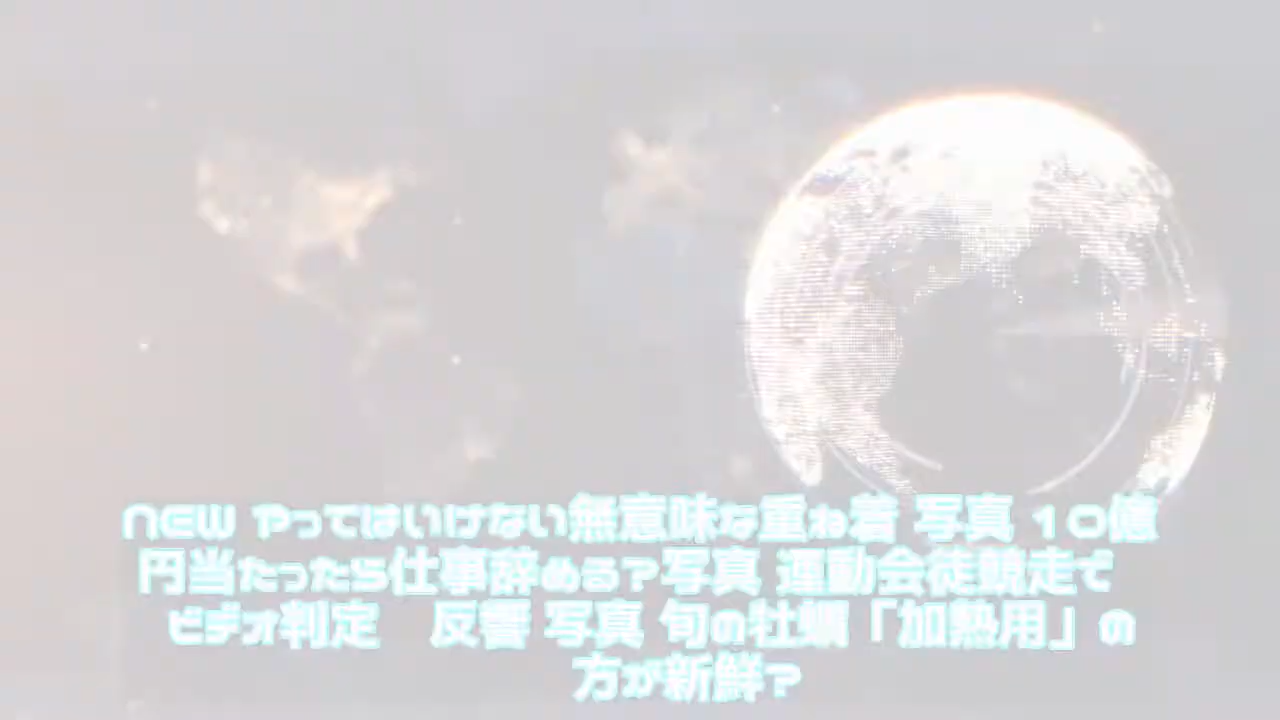 NEW やってはいけない無意味な重ね着 写真 10億
円当たったら仕事辞める?写真 運動会徒競走で
ビデオ判定　反響 写真 旬の牡蠣「加熱用」の
方が新鮮?